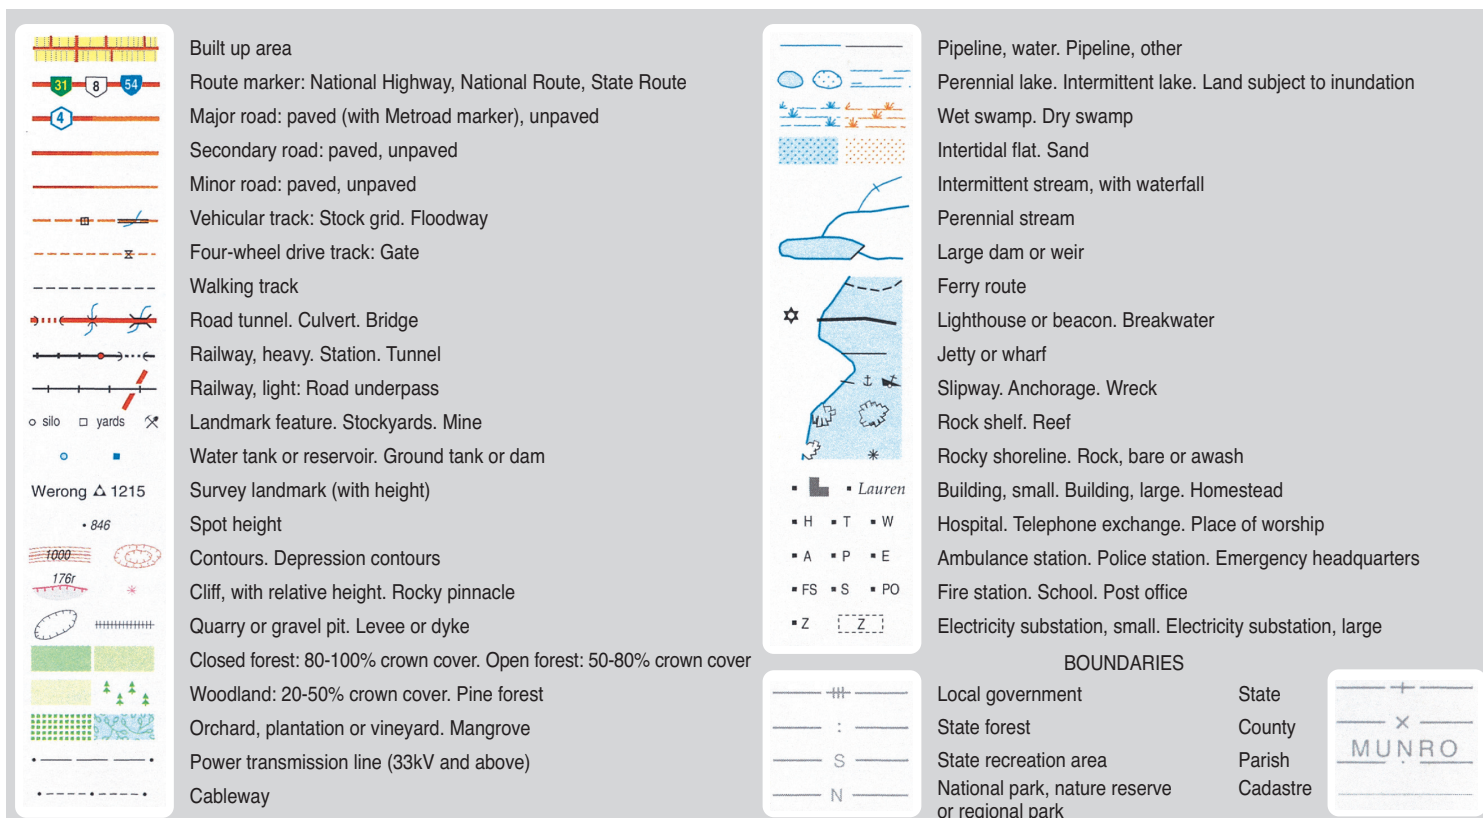 Built up area
31 8 54 Route marker: National Highway, National Route, State Route
4 Major road: paved (with Metroad marker), unpaved
Secondary road: paved, unpaved
Minor road: paved, unpaved
Vehicular track: Stock grid. Floodway
Four-wheel drive track: Gate
Walking track
Road tunnel. Culvert. Bridge
Railway, heavy. Station. Tunnel
Railway, light: Road underpass
silo yards Landmark feature. Stockyards. Mine
Water tank or reservoir. Ground tank or dam
Werong 1215 Survey landmark (with height)
846 Spot height
1000 Contours. Depression contours
176r Cliff, with relative height. Rocky pinnacle
Quarry or gravel pit. Levee or dyke
Closed forest: 80-100% crown cover. Open forest: 50-80% crown cover
Woodland: 20-50% crown cover. Pine forest
Orchard, plantation or vineyard. Mangrove
Power transmission line (33kV and above)
Cableway
Pipeline, water. Pipeline, other
Perennial lake. Intermittent lake. Land subject to inundation
Wet swamp. Dry swamp
Intertidal flat. Sand
Intermittent stream, with waterfall
Perennial stream
Large dam or weir
Ferry route
Lighthouse or beacon. Breakwater
Jetty or wharf
Slipway. Anchorage. Wreck
Rock shelf. Reef
Rocky shoreline. Rock, bare or awash
Lauren Building, small. Building, large. Homestead
H T W Hospital. Telephone exchange. Place of worship
A P E Ambulance station. Police station. Emergency headquarters
FS S PO Fire station. School. Post office
Z Z Electricity substation, small. Electricity substation, large
BOUNDARIES
Local government State
State forest County
S State recreation area Parish MUNRO
N National park, nature reserve Cadastre
or regional park